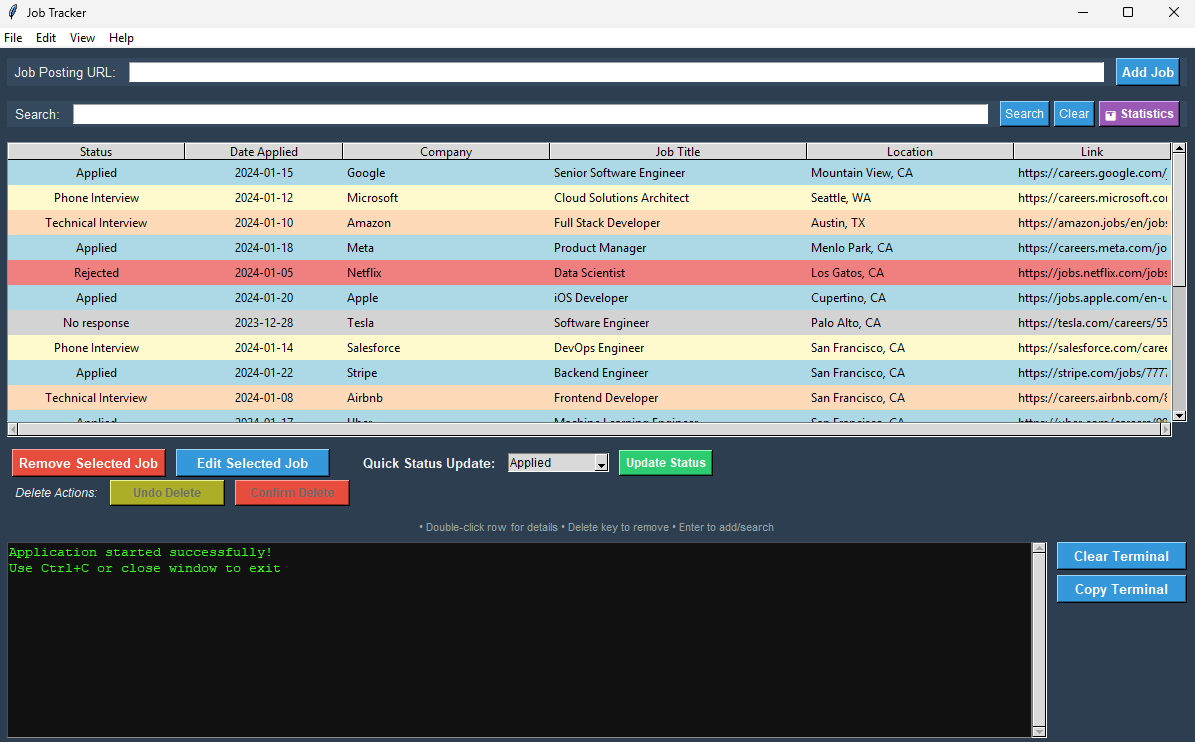 Job Tracker
File Edit View Help
Job Posting URL: Add Job
Search: Search Clear Statistics
Status Date Applied Company Job Title Location Link
Applied 2024-01-15 Google Senior Software Engineer Mountain View, CA https://careers.google.com/
Phone Interview 2024-01-12 Microsoft Cloud Solutions Architect Seattle, WA https://careers.microsoft.co
Technical Interview 2024-01-10 Amazon Full Stack Developer Austin, TX https://amazon.jobs/en/jobs
Applied 2024-01-18 Meta Product Manager Menlo Park, CA https://careers.meta.com/jo
Rejected 2024-01-05 Netflix Data Scientist Los Gatos, CA https://jobs.netflix.com/jobs
Applied 2024-01-20 Apple iOS Developer Cupertino, CA https://jobs.apple.com/en-u
No response 2023-12-28 Tesla Software Engineer Palo Alto, CA https://tesla.com/careers/55
Phone Interview 2024-01-14 Salesforce DevOps Engineer San Francisco, CA https://salesforce.com/caree
Applied 2024-01-22 Stripe Backend Engineer San Francisco, CA https://stripe.com/jobs/7777
Technical Interview 2024-01-08 Airbnb Frontend Developer San Francisco, CA https://careers.airbnb.com/8
Applied 2024-01-17 Uber Machine Learning Engineer San Francisco, CA https://uber.com/careers/99
Remove Selected Job Edit Selected Job Quick Status Update: Applied Update Status
Delete Actions: Undo Delete Confirm Delete
• Double-click row for details • Delete key to remove • Enter to add/search
Application started successfully!
Use Ctrl+C or close window to exit
Clear Terminal
Copy Terminal